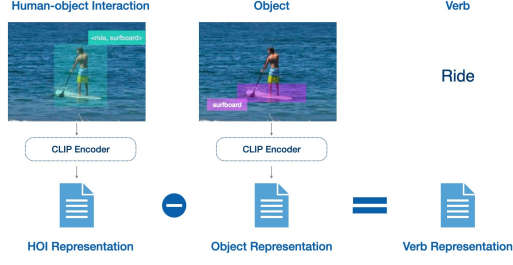 Human-object Interaction
Object
Verb
<ride, surfboard>
surfboard
Ride
CLIP Encoder
CLIP Encoder
HOI Representation
Object Representation
Verb Representation